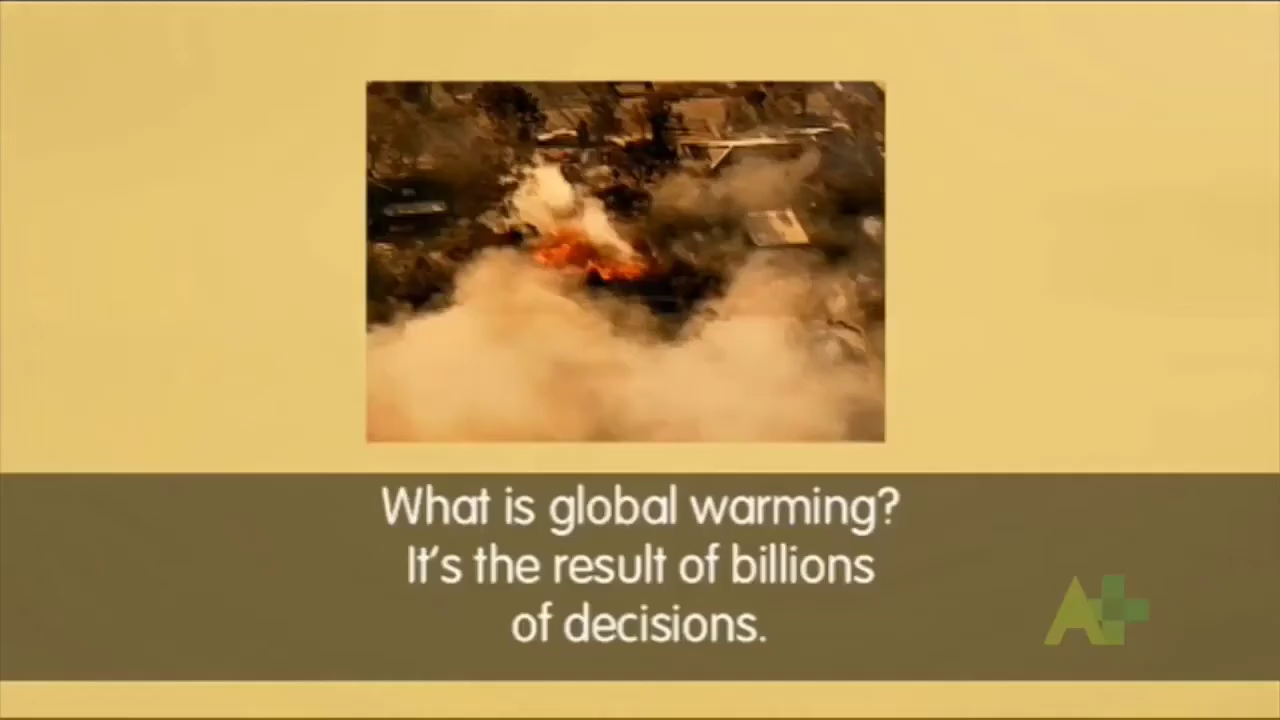 What is global warming?
It's the result of billions
of decisions.
A+